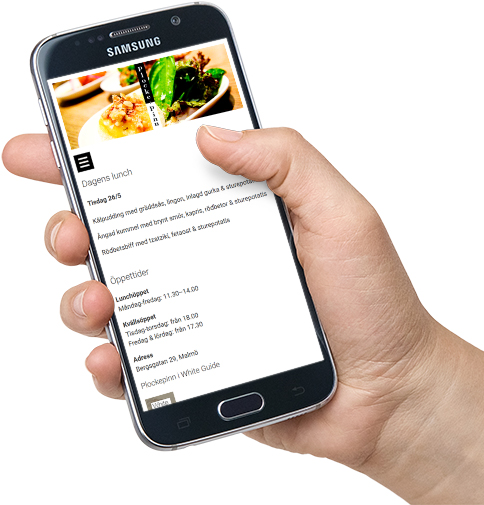 SAMSUNG
Plocke
pinn
Dagens lunch
Tisdag 26/5
Kålpudding med gräddsås, lingon, inlagd gurka & sturepotatis
Ångad kummel med brynt smör, kapris, rödbetor & sturepotatis
Rödbetsbiff med tzatziki, fetaost & sturepotatis
Öppettider
Lunchöppet
Måndag-fredag: 11.30–14.00
Kvällsöppet
Tisdag-torsdag: från 18.00
Fredag & lördag: från 17.30
Adress
Bergsgatan 29, Malmö
Plockepinn i White Guide
White